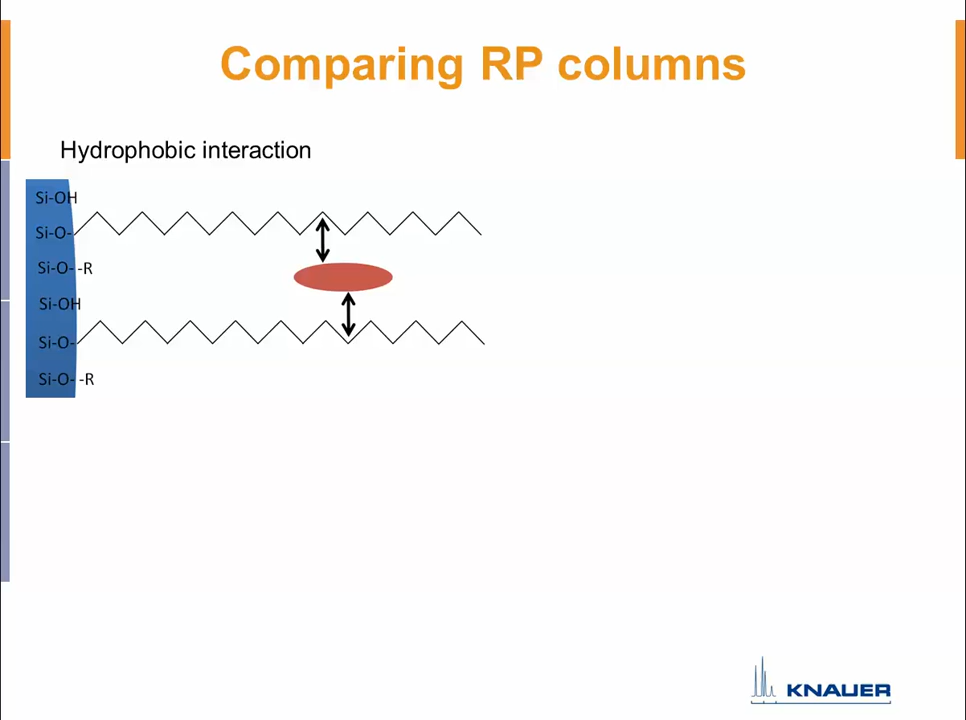 Comparing RP columns
Hydrophobic interaction
Si-OH
Si-O-
Si-O- -R
Si-OH
Si-O-
Si-O- -R
KNAUER